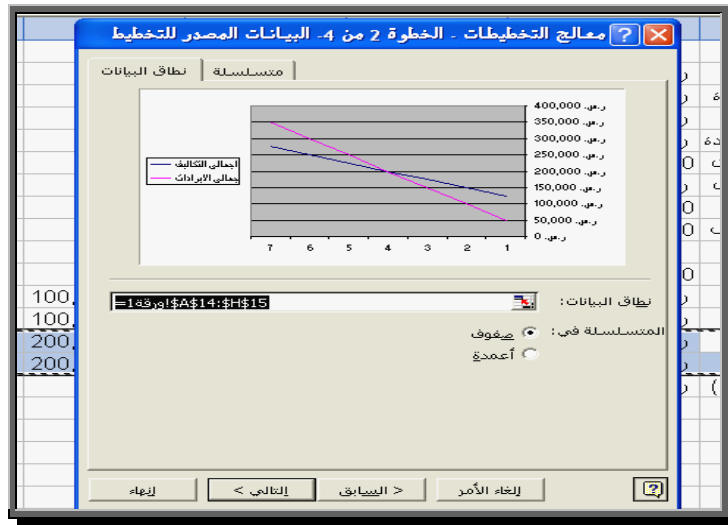 معالج التخطيطات - الخطوة 2 من 4- البيانات المصدر للتخطيط
نطاق البيانات
متسلسلة
ر.س. 400,000
ر.س. 350,000
ر.س. 300,000
ر.س. 250,000
ر.س. 200,000
ر.س. 150,000
ر.س. 100,000
ر.س. 50,000
ر.س. 0
1 2 3 4 5 6 7
اجمالي التكاليف
جمالي الايرادات
نطاق البيانات:
=ورقة1!$A$14:$H$15
المتسلسلة في:
صفوف
أعمدة
إلغاء الأمر
< السابق
التالي >
إنهاء
100,
100,
200,
200,